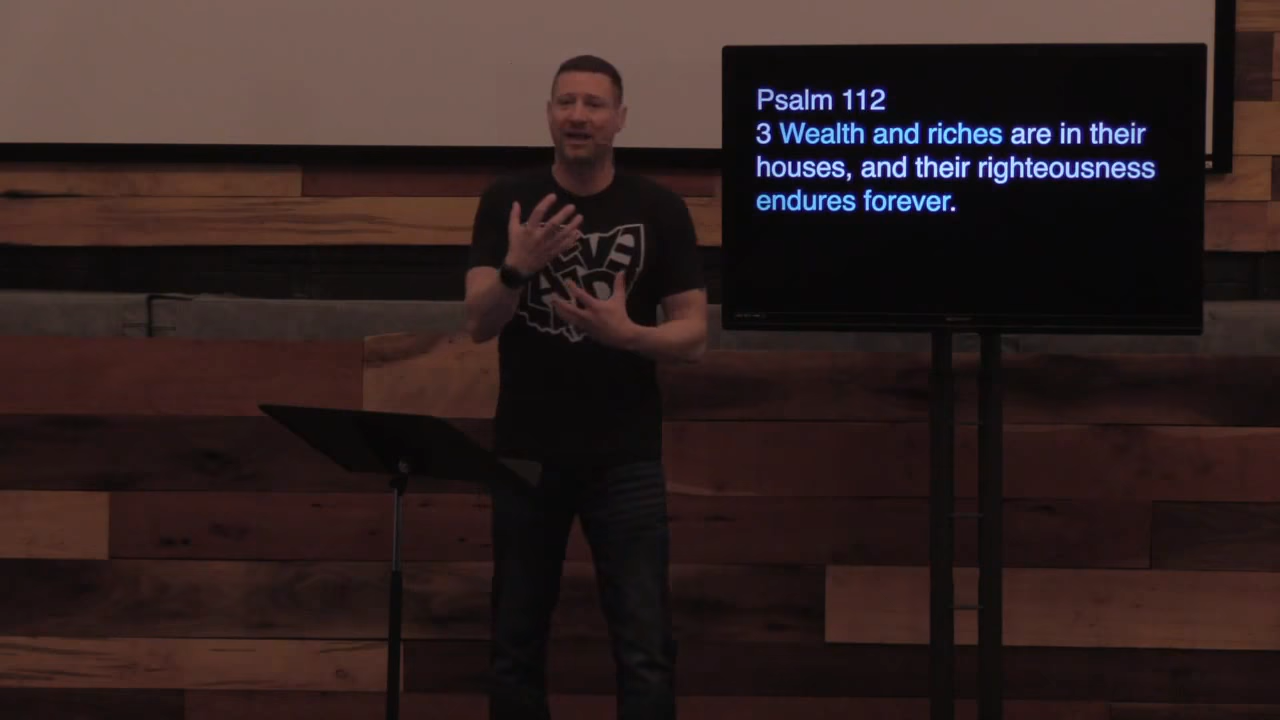 Psalm 112
3 Wealth and riches are in their
houses, and their righteousness
endures forever.